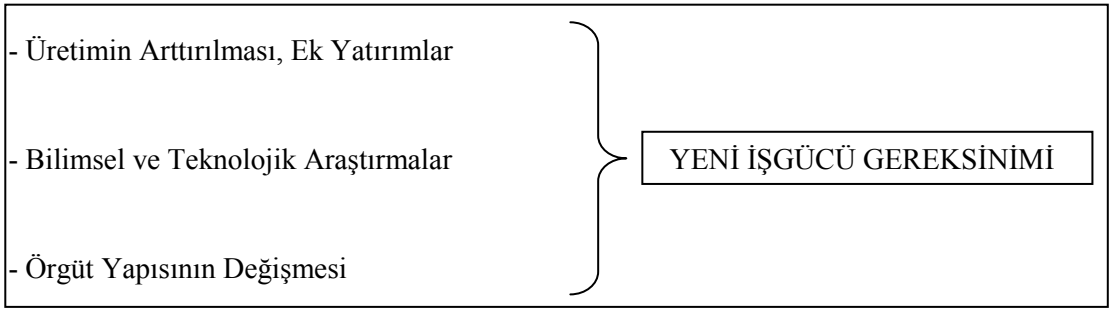 - Üretimin Arttırılması, Ek Yatırımlar
- Bilimsel ve Teknolojik Araştırmalar
YENİ İŞGÜCÜ GEREKSİNİMİ
- Örgüt Yapısının Değişmesi